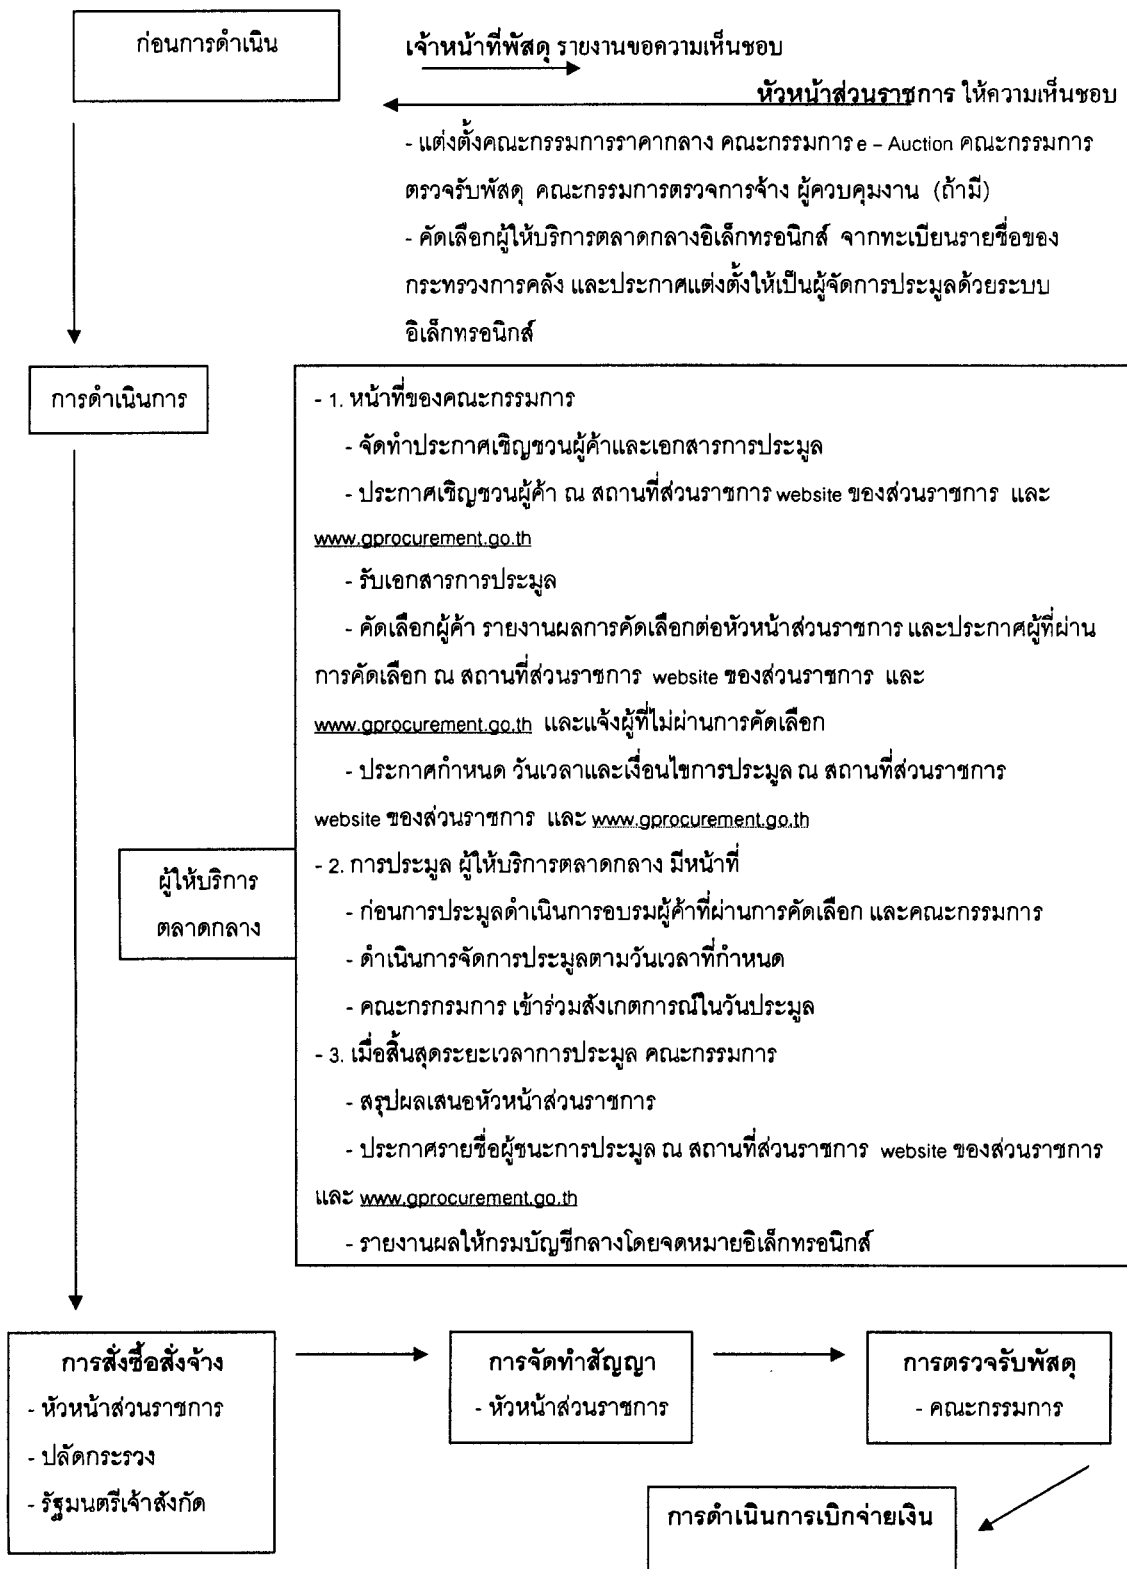 ก่อนการดำเนิน
เจ้าหน้าที่พัสดุ รายงานขอความเห็นชอบ
หัวหน้าส่วนราชการ ให้ความเห็นชอบ
- แต่งตั้งคณะกรรมการราคากลาง คณะกรรมการ e – Auction คณะกรรมการ
ตรวจรับพัสดุ คณะกรรมการตรวจการจ้าง ผู้ควบคุมงาน (ถ้ามี)
- คัดเลือกผู้ให้บริการตลาดกลางอิเล็กทรอนิกส์ จากทะเบียนรายชื่อของ
กระทรวงการคลัง และประกาศแต่งตั้งให้เป็นผู้จัดการประมูลด้วยระบบ
อิเล็กทรอนิกส์
การดำเนินการ
- 1. หน้าที่ของคณะกรรมการ
- จัดทำประกาศเชิญชวนผู้ค้าและเอกสารการประมูล
- ประกาศเชิญชวนผู้ค้า ณ สถานที่ส่วนราชการ website ของส่วนราชการ และ
www.gprocurement.go.th
- รับเอกสารการประมูล
- คัดเลือกผู้ค้า รายงานผลการคัดเลือกต่อหัวหน้าส่วนราชการ และประกาศผู้ที่ผ่าน
การคัดเลือก ณ สถานที่ส่วนราชการ website ของส่วนราชการ และ
www.gprocurement.go.th และแจ้งผู้ที่ไม่ผ่านการคัดเลือก
- ประกาศกำหนด วันเวลาและเงื่อนไขการประมูล ณ สถานที่ส่วนราชการ
website ของส่วนราชการ และ www.gprocurement.go.th
ผู้ให้บริการ
ตลาดกลาง
- 2. การประมูล ผู้ให้บริการตลาดกลาง มีหน้าที่
- ก่อนการประมูลดำเนินการอบรมผู้ค้าที่ผ่านการคัดเลือก และคณะกรรมการ
- ดำเนินการจัดการประมูลตามวันเวลาที่กำหนด
- คณะกรกรมการ เข้าร่วมสังเกตการณ์ในวันประมูล
- 3. เมื่อสิ้นสุดระยะเวลาการประมูล คณะกรรมการ
- สรุปผลเสนอหัวหน้าส่วนราชการ
- ประกาศรายชื่อผู้ชนะการประมูล ณ สถานที่ส่วนราชการ website ของส่วนราชการ
และ www.gprocurement.go.th
- รายงานผลให้กรมบัญชีกลางโดยจดหมายอิเล็กทรอนิกส์
การสั่งซื้อสั่งจ้าง
- หัวหน้าส่วนราชการ
- ปลัดกระรวง
- รัฐมนตรีเจ้าสังกัด
การจัดทำสัญญา
- หัวหน้าส่วนราชการ
การตรวจรับพัสดุ
- คณะกรรมการ
การดำเนินการเบิกจ่ายเงิน